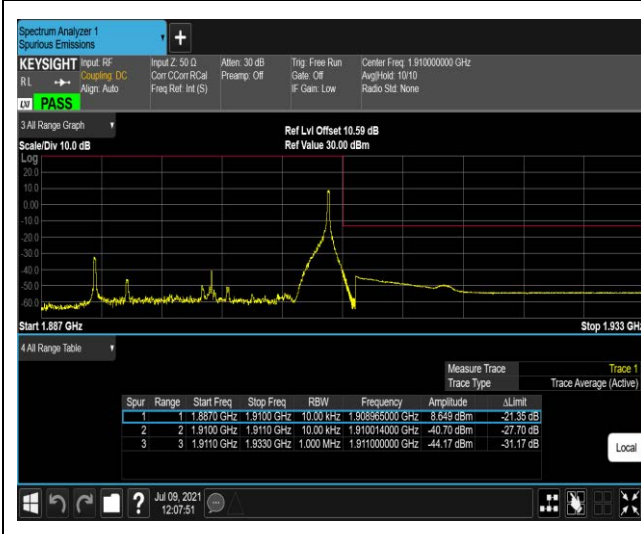 Spectrum Analyzer 1
Spurious Emissions
+
KEYSIGHT Input: RF Input Z: 50 Ω Atten: 30 dB Trig: Free Run Center Freq: 1.910000000 GHz
RL Coupling: DC Corr CCorr RCal Preamp: Off Gate: Off Avg|Hold: 10/10
Align: Auto Freq Ref: Int (S) IF Gain: Low Radio Std: None
LXI PASS
3 All Range Graph
Ref Lvl Offset 10.59 dB
Scale/Div 10.0 dB Ref Value 30.00 dBm
Log
20.0
10.0
0.00
-10.0
-20.0
-30.0
-40.0
-50.0
-60.0
Start 1.887 GHz Stop 1.933 GHz
4 All Range Table
Measure Trace Trace 1
Trace Type Trace Average (Active)
Spur Range Start Freq Stop Freq RBW Frequency Amplitude ΔLimit
1 1 1.8870 GHz 1.9100 GHz 10.00 kHz 1.908965000 GHz 8.649 dBm -21.35 dB
2 2 1.9100 GHz 1.9110 GHz 10.00 kHz 1.910014000 GHz -40.70 dBm -27.70 dB
3 3 1.9110 GHz 1.9330 GHz 1.000 MHz 1.911000000 GHz -44.17 dBm -31.17 dB
Local
? Jul 09, 2021
12:07:51